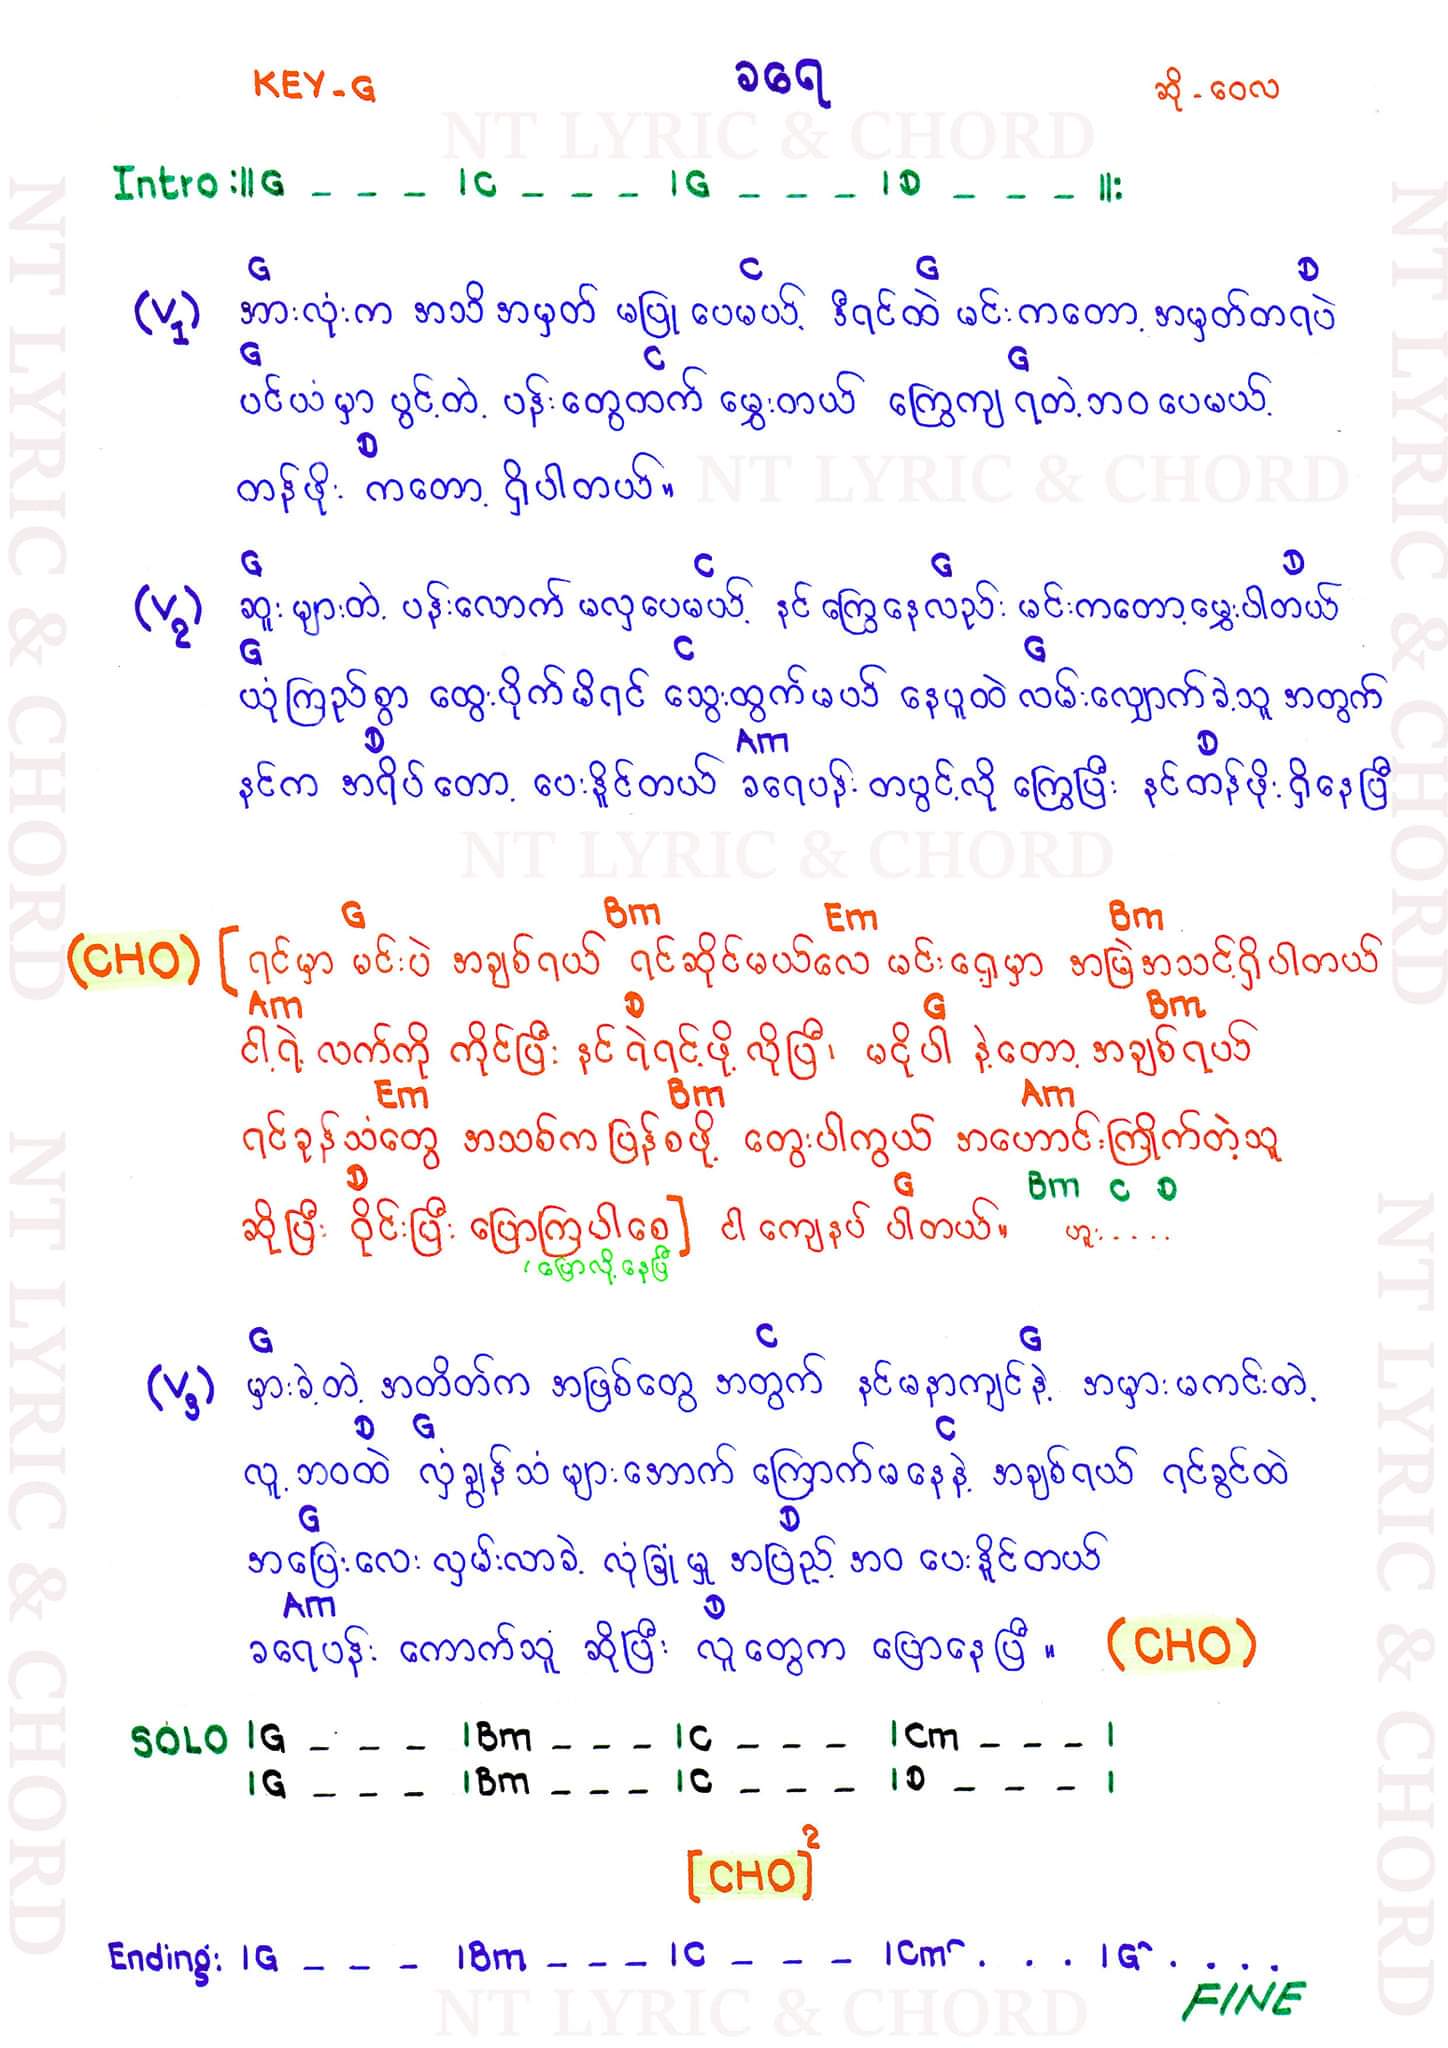 KEY-G ခရေ ဆို-ဝေလ
NT LYRIC & CHORD
Intro :||G _ _ _ |C _ _ _ |G _ _ _ |D _ _ _ ||:
G C G D
(V1) အားလုံးက အသိအမှတ် မပြုပေမယ့် ဒီရင်ထဲ မင်းကတော့ အမှတ်တရပဲ
G C G
ပင်ယံမှာ ပွင့်တဲ့ ပန်းတွေထက် မွှေးတယ် ကြွေကျရတဲ့ဘဝပေမယ့်
D
တန်ဖိုး ကတော့ ရှိပါတယ်။
NT LYRIC & CHORD
G C G D
(V2) ဆူးများတဲ့ ပန်းလောက် မလှပေမယ့် နင်ကြွေနေလည်း မင်းကတော့မွှေးပါတယ်
G C G
ယုံကြည်စွာ ထွေးပိုက်မိရင် သွေးထွက်မယ် နေပူထဲ လမ်းလျှောက်ခဲ့သူ အတွက်
D Am D
နင်က အရိပ်တော့ ပေးနိူင်တယ် ခရေပန်း တပွင့်လို ကြွေပြီး နင်တန်ဖိုးရှိနေပြီ
NT LYRIC & CHORD
G Bm Em Bm
(CHO) [ရင်မှာ မင်းပဲ အချစ်ရယ် ရင်ဆိုင်မယ်လေ မင်းရှေ့မှာ အမြဲအသင့်ရှိပါတယ်
Am D G Bm
ငါ့ရဲ့ လက်ကို ကိုင်ပြီး နင် ရဲရင့်ဖို့ လိုပြီ၊ မငိုပါ နဲ့တော့ အချစ်ရယ်
Em Bm Am
ရင်ခုန်သံတွေ အသစ်က ပြန်စဖို့ တွေးပါကွယ် အဟောင်းကြိုက်တဲ့သူ
D G Bm C D
ဆိုပြီး ဝိုင်းပြီး ပြောကြပါစေ] ငါ ကျေနပ် ပါတယ်။ ဟူး.....
(ပြောလို့နေပြီ
G C G
(V3) မှားခဲ့တဲ့ အတိတ်က အဖြစ်တွေ အတွက် နင်မနာကျင်နဲ့ အမှားမကင်းတဲ့
D G C
လူ့ဘဝထဲ လှံချွန်သံများအောက် ကြောက်မနေနဲ့ အချစ်ရယ် ရင်ခွင်ထဲ
G D
အပြေးလေး လှမ်းလာခဲ့ လုံခြုံမှု အပြည့်အဝ ပေးနိူင်တယ်
Am D
ခရေပန်း ကောက်သူ ဆိုပြီး လူတွေက ပြောနေပြီ။ (CHO)
SOLO |G _ _ _ |Bm _ _ _ |C _ _ _ |Cm _ _ _ |
|G _ _ _ |Bm _ _ _ |C _ _ _ |D _ _ _ |
[CHO]2
Ending: |G _ _ _ |Bm _ _ _ |C _ _ _ |Cm^ . . . |G^ . . . .
FINE
NT LYRIC & CHORD
NT LYRIC & CHORD
NT LYRIC & CHORD
NT LYRIC & CHORD
NT LYRIC & CHORD